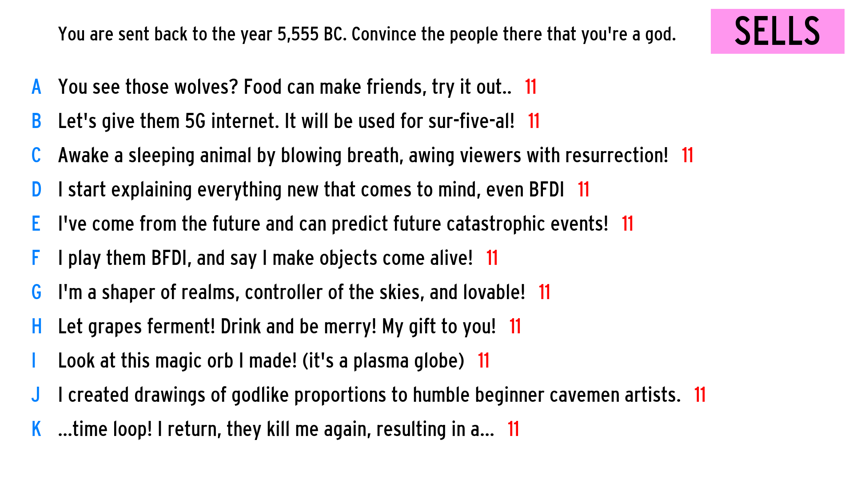 You are sent back to the year 5,555 BC. Convince the people there that you're a god.
SELLS
A You see those wolves? Food can make friends, try it out.. 11
B Let's give them 5G internet. It will be used for sur-five-al! 11
C Awake a sleeping animal by blowing breath, awing viewers with resurrection! 11
D I start explaining everything new that comes to mind, even BFDI 11
E I've come from the future and can predict future catastrophic events! 11
F I play them BFDI, and say I make objects come alive! 11
G I'm a shaper of realms, controller of the skies, and lovable! 11
H Let grapes ferment! Drink and be merry! My gift to you! 11
I Look at this magic orb I made! (it's a plasma globe) 11
J I created drawings of godlike proportions to humble beginner cavemen artists. 11
K ...time loop! I return, they kill me again, resulting in a... 11